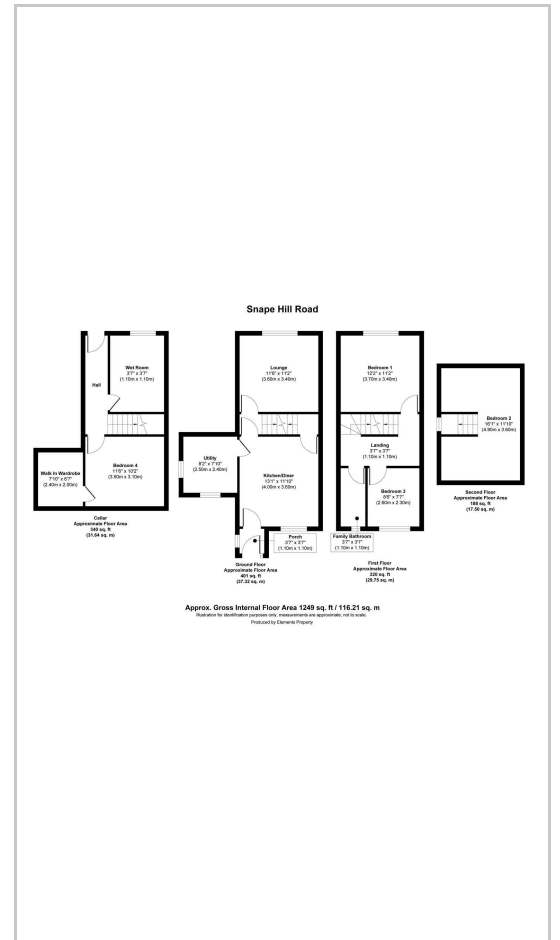 Snape Hill Road
Wet Room
3'7" x 3'7"
(1.10m x 1.10m)
Hall
Bedroom 4
11'6" x 10'2"
(3.50m x 3.10m)
Walk In Wardrobe
7'10" x 6'7"
(2.40m x 2.00m)
Cellar
Approximate Floor Area
340 sq. ft
(31.64 sq. m)
Lounge
11'6" x 11'2"
(3.50m x 3.40m)
Utility
8'2" x 7'10"
(2.50m x 2.40m)
Kitchen/Diner
13'1" x 11'10"
(4.00m x 3.60m)
Porch
3'7" x 3'7"
(1.10m x 1.10m)
Ground Floor
Approximate Floor Area
401 sq. ft
(37.32 sq. m)
Bedroom 1
12'2" x 11'2"
(3.70m x 3.40m)
Landing
3'7" x 3'7"
(1.10m x 1.10m)
Bedroom 3
8'6" x 7'7"
(2.60m x 2.30m)
Family Bathroom
3'7" x 3'7"
(1.10m x 1.10m)
First Floor
Approximate Floor Area
320 sq. ft
(29.75 sq. m)
Bedroom 2
16'1" x 11'10"
(4.90m x 3.60m)
Second Floor
Approximate Floor Area
188 sq. ft
(17.50 sq. m)
Approx. Gross Internal Floor Area 1249 sq. ft / 116.21 sq. m
Illustration for identification purposes only, measurements are approximate, not to scale.
Produced by Elements Property